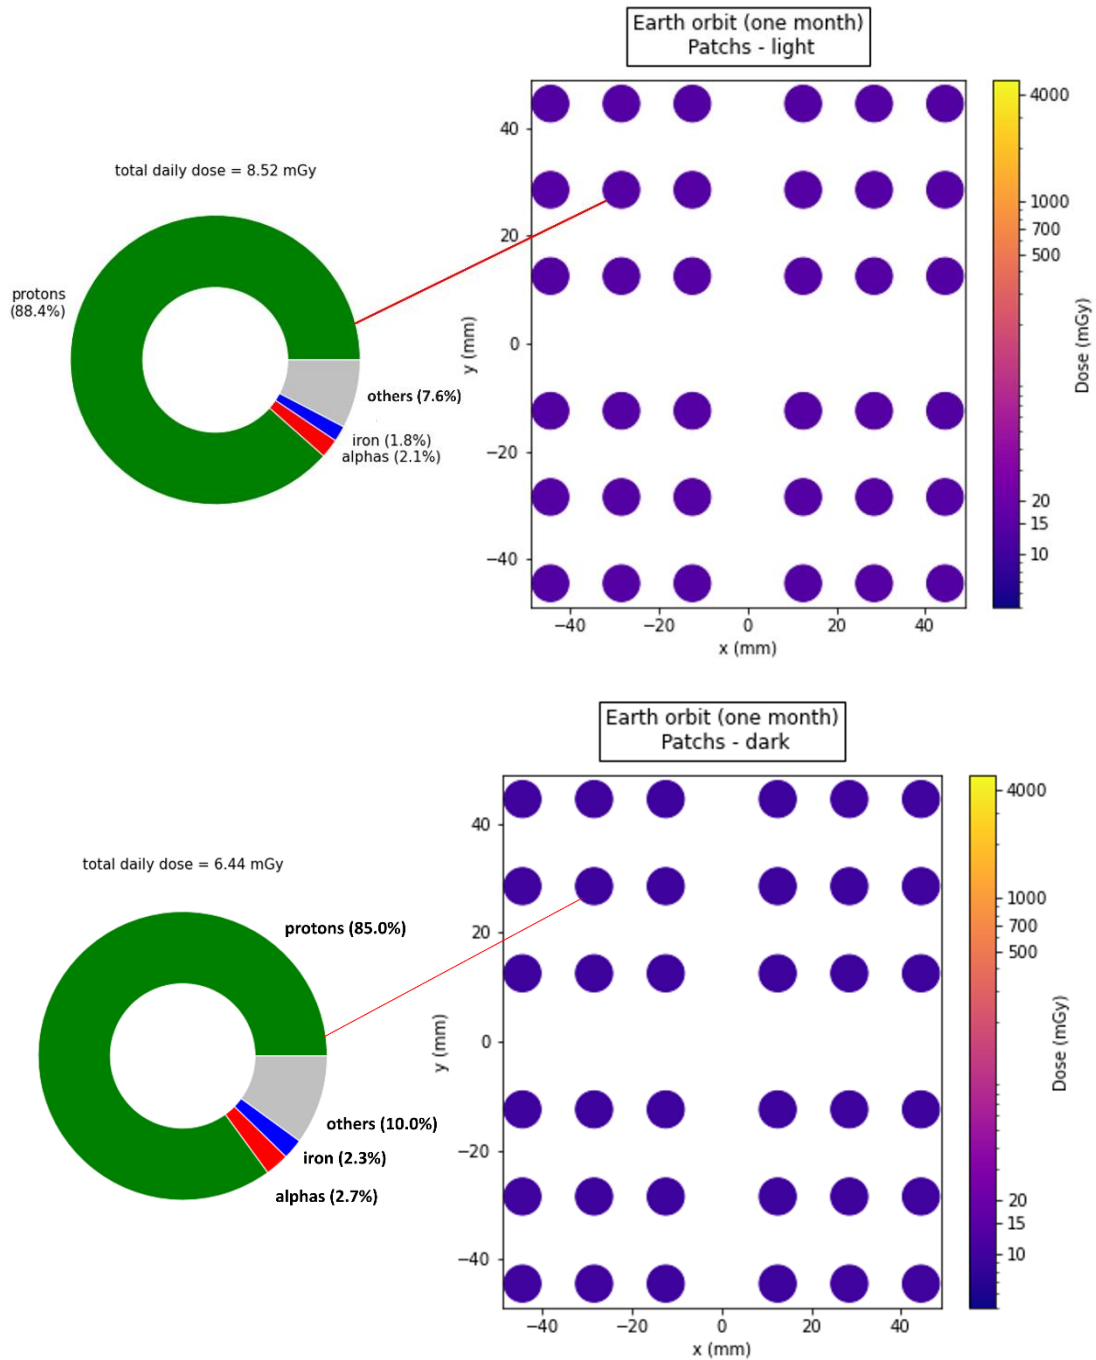 Earth orbit (one month)
Patchs - light
total daily dose = 8.52 mGy
protons
(88.4%)
others (7.6%)
iron (1.8%)
alphas (2.1%)
40
20
0
−20
−40
y (mm)
−40 −20 0 20 40
x (mm)
4000
1000
700
500
20
15
10
Dose (mGy)
Earth orbit (one month)
Patchs - dark
total daily dose = 6.44 mGy
protons (85.0%)
others (10.0%)
iron (2.3%)
alphas (2.7%)
40
20
0
−20
−40
y (mm)
−40 −20 0 20 40
x (mm)
4000
1000
700
500
20
15
10
Dose (mGy)